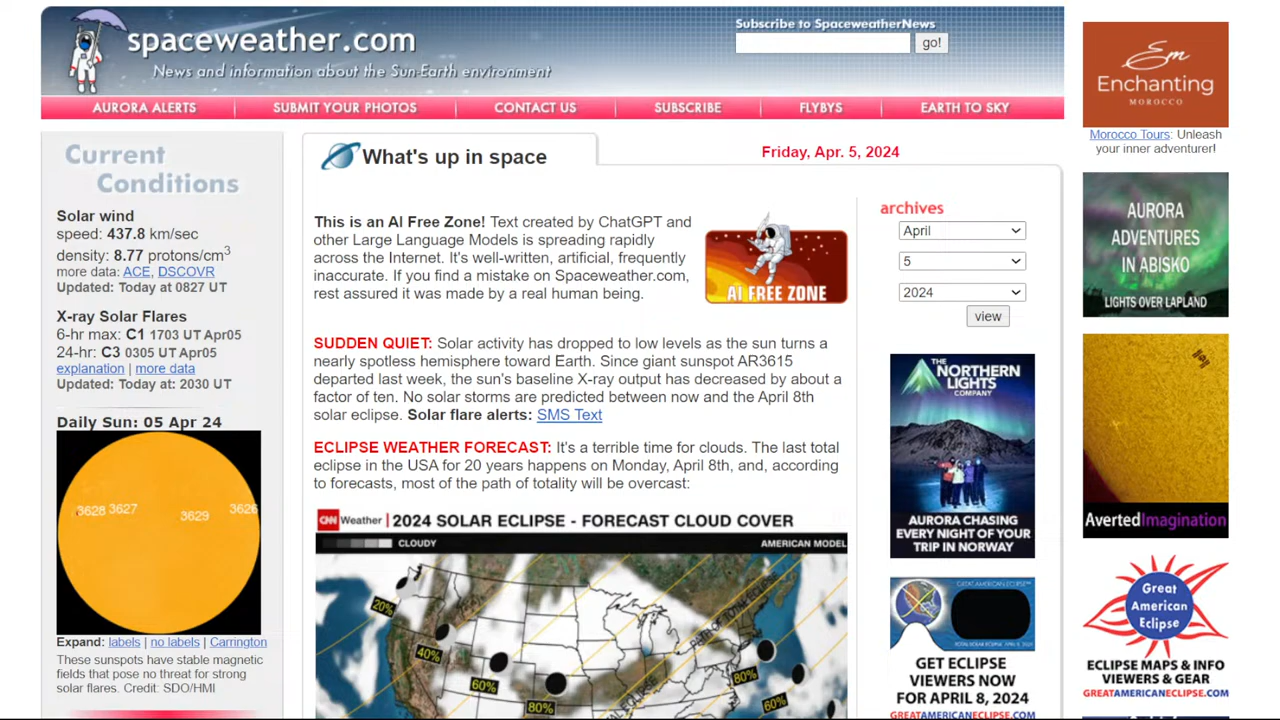 spaceweather.com
News and information about the Sun-Earth environment
Subscribe to SpaceweatherNews
go!
AURORA ALERTS
SUBMIT YOUR PHOTOS
CONTACT US
SUBSCRIBE
FLYBYS
EARTH TO SKY
Current
Conditions
Solar wind
speed: 437.8 km/sec
density: 8.77 protons/cm3
more data: ACE, DSCOVR
Updated: Today at 0827 UT
X-ray Solar Flares
6-hr max: C1 1703 UT Apr05
24-hr: C3 0305 UT Apr05
explanation | more data
Updated: Today at: 2030 UT
Daily Sun: 05 Apr 24
3628 3627
3629
3626
Expand: labels | no labels | Carrington
These sunspots have stable magnetic
fields that pose no threat for strong
solar flares. Credit: SDO/HMI
What's up in space
Friday, Apr. 5, 2024
This is an AI Free Zone! Text created by ChatGPT and
other Large Language Models is spreading rapidly
across the Internet. It's well-written, artificial, frequently
inaccurate. If you find a mistake on Spaceweather.com,
rest assured it was made by a real human being.
AI FREE ZONE
SUDDEN QUIET: Solar activity has dropped to low levels as the sun turns a
nearly spotless hemisphere toward Earth. Since giant sunspot AR3615
departed last week, the sun's baseline X-ray output has decreased by about a
factor of ten. No solar storms are predicted between now and the April 8th
solar eclipse. Solar flare alerts: SMS Text
ECLIPSE WEATHER FORECAST: It's a terrible time for clouds. The last total
eclipse in the USA for 20 years happens on Monday, April 8th, and, according
to forecasts, most of the path of totality will be overcast:
CNN Weather | 2024 SOLAR ECLIPSE - FORECAST CLOUD COVER
CLOUDY
AMERICAN MODEL
20%
40%
60%
80%
80%
60%
archives
April
5
2024
view
THE
NORTHERN
LIGHTS
COMPANY
AURORA CHASING
EVERY NIGHT OF YOUR
TRIP IN NORWAY
GREAT AMERICAN ECLIPSE
GET ECLIPSE
VIEWERS NOW
FOR APRIL 8, 2024
GREATAMERICANECLIPSE.COM
Em
Enchanting
MOROCCO
Morocco Tours: Unleash
your inner adventurer!
AURORA
ADVENTURES
IN ABISKO
LIGHTS OVER LAPLAND
AvertedImagination
Great
American
Eclipse
ECLIPSE MAPS & INFO
VIEWERS & GEAR
GREATAMERICANECLIPSE.COM